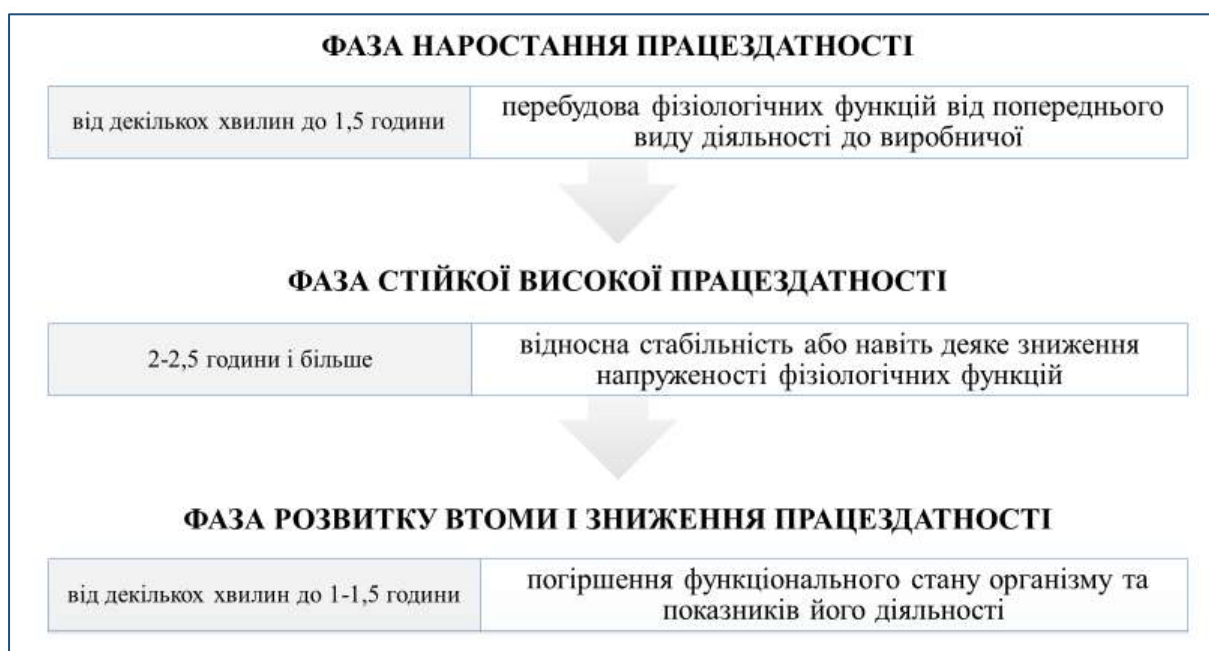 ФАЗА НАРОСТАННЯ ПРАЦЕЗДАТНОСТІ
від декількох хвилин до 1,5 години
перебудова фізіологічних функцій від попереднього
виду діяльності до виробничої
ФАЗА СТІЙКОЇ ВИСОКОЇ ПРАЦЕЗДАТНОСТІ
2-2,5 години і більше
відносна стабільність або навіть деяке зниження
напруженості фізіологічних функцій
ФАЗА РОЗВИТКУ ВТОМИ І ЗНИЖЕННЯ ПРАЦЕЗДАТНОСТІ
від декількох хвилин до 1-1,5 години
погіршення функціонального стану організму та
показників його діяльності